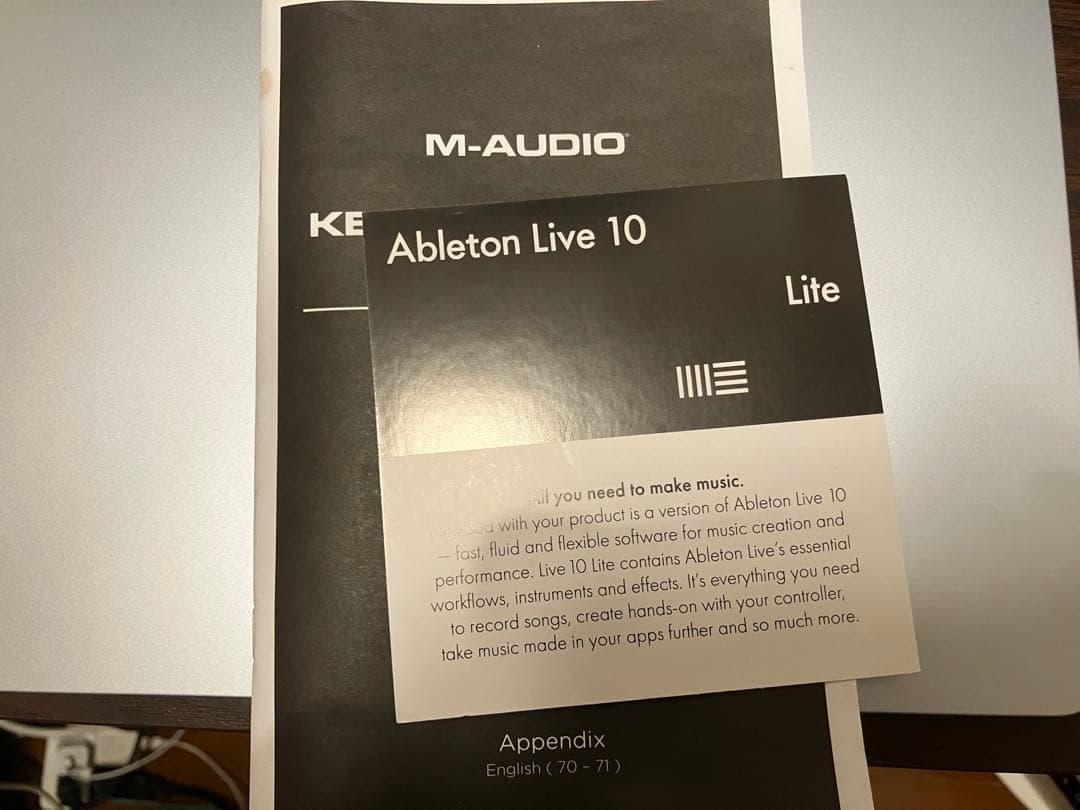 M-AUDIO
KE
Ableton Live 10
Lite
All you need to make music.
with your product is a version of Ableton Live 10
— fast, fluid and flexible software for music creation and
performance. Live 10 Lite contains Ableton Live's essential
workflows, instruments and effects. It's everything you need
to record songs, create hands-on with your controller,
take music made in your apps further and so much more.
Appendix
English ( 70 - 71 )